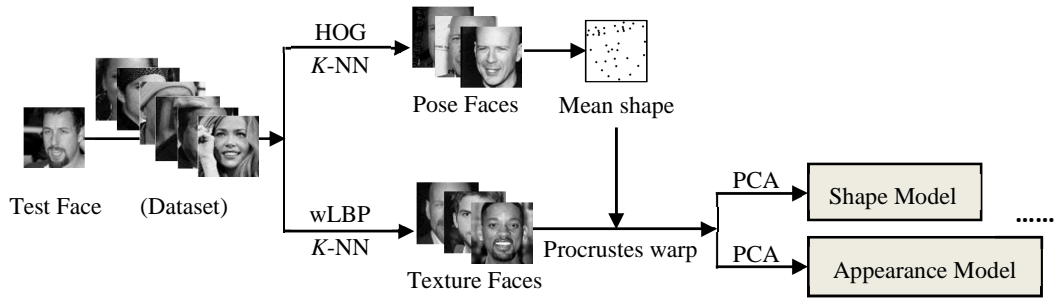 HOG
K-NN
Pose Faces
Mean shape
Test Face
(Dataset)
wLBP
K-NN
Texture Faces
Procrustes warp
PCA
Shape Model
PCA
Appearance Model
......